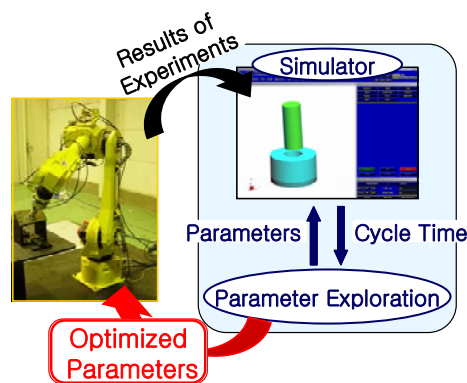 Results of
Experiments
Simulator
Parameters
Cycle Time
Parameter Exploration
Optimized
Parameters